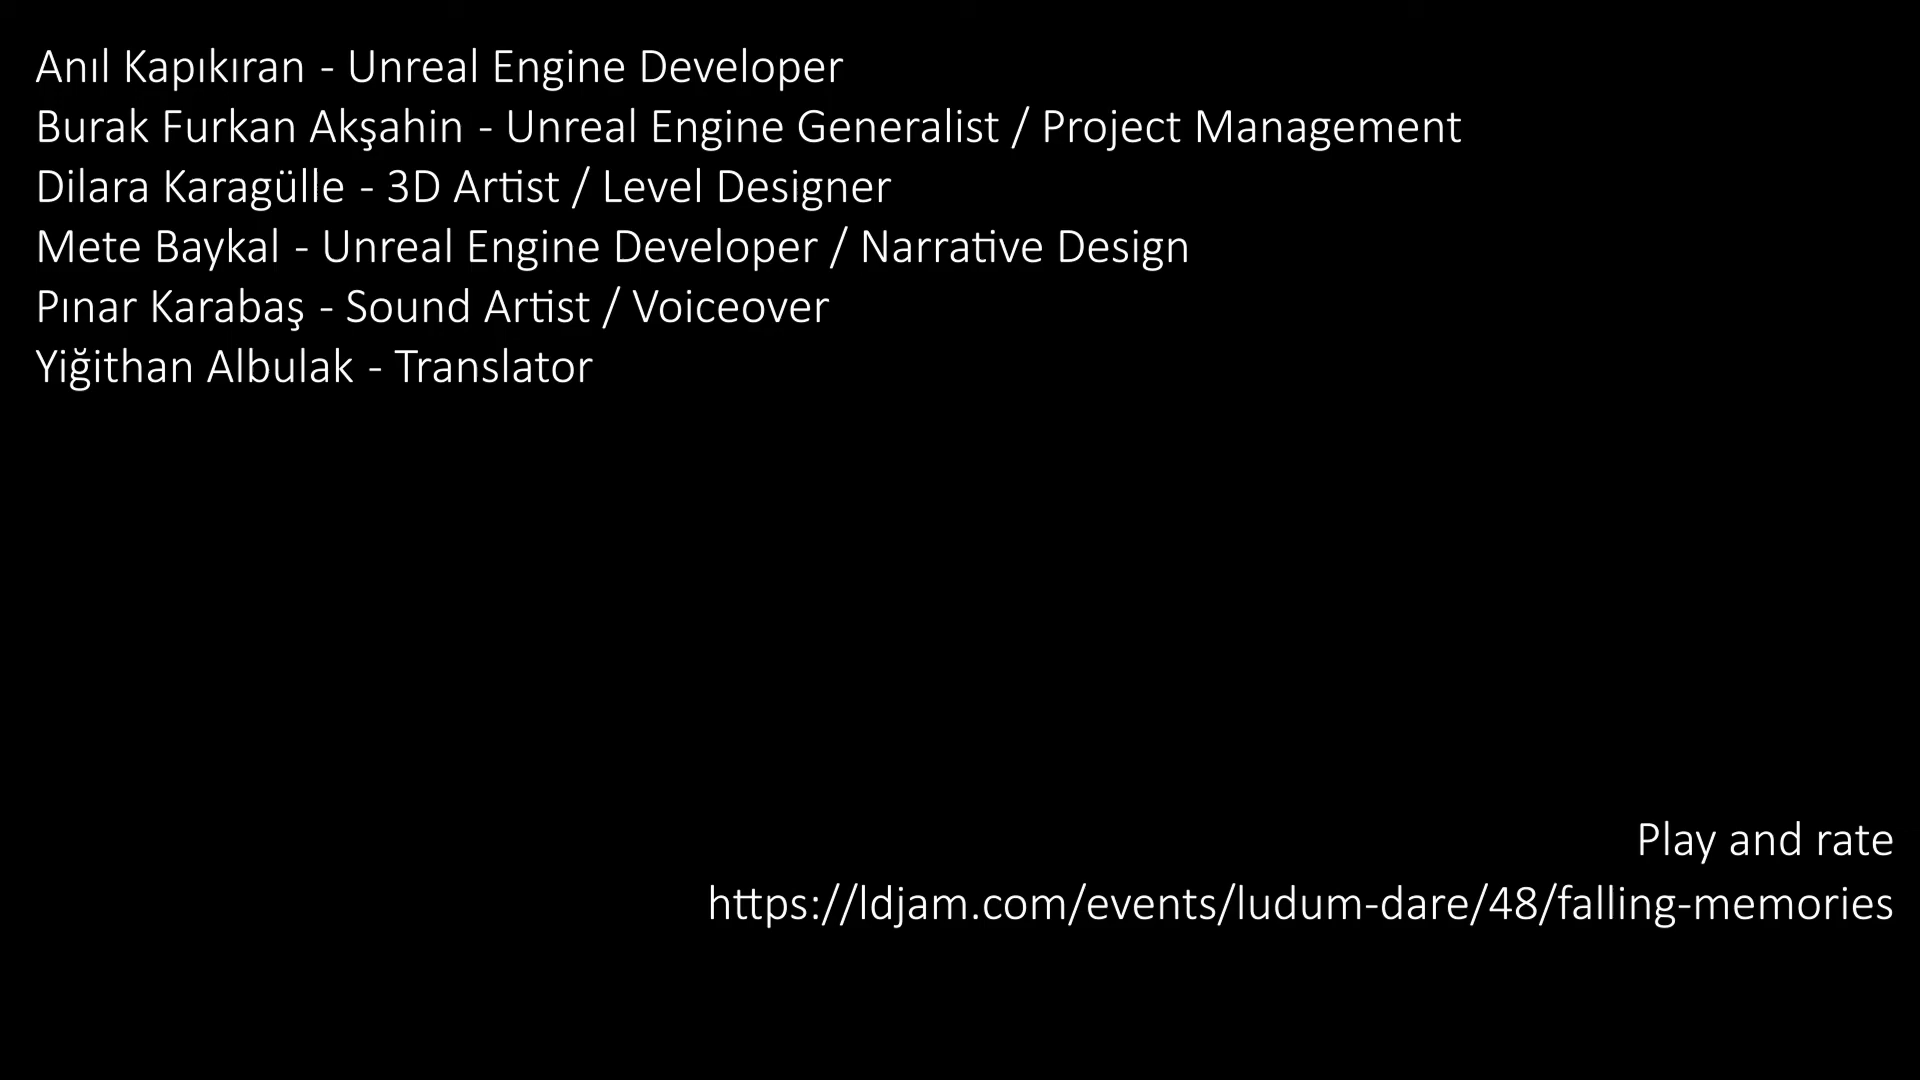 Anıl Kapıkıran - Unreal Engine Developer
Burak Furkan Akşahin - Unreal Engine Generalist / Project Management
Dilara Karagülle - 3D Artist / Level Designer
Mete Baykal - Unreal Engine Developer / Narrative Design
Pınar Karabaş - Sound Artist / Voiceover
Yiğithan Albulak - Translator
Play and rate
https://ldjam.com/events/ludum-dare/48/falling-memories